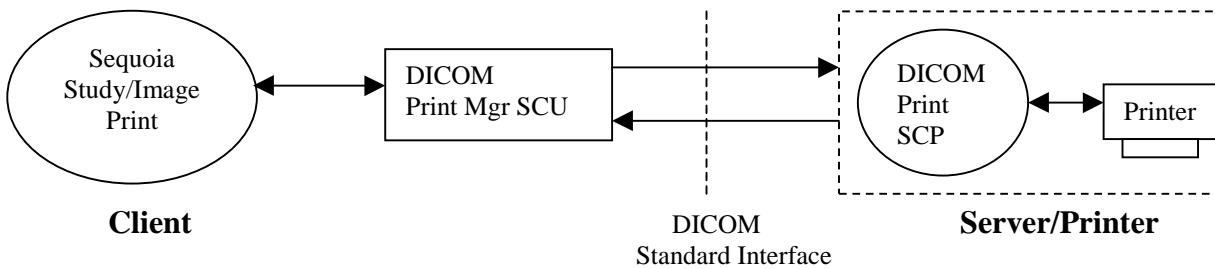 Sequoia
Study/Image
Print
DICOM
Print Mgr SCU
DICOM
Print
SCP
Printer
Client
DICOM
Standard Interface
Server/Printer